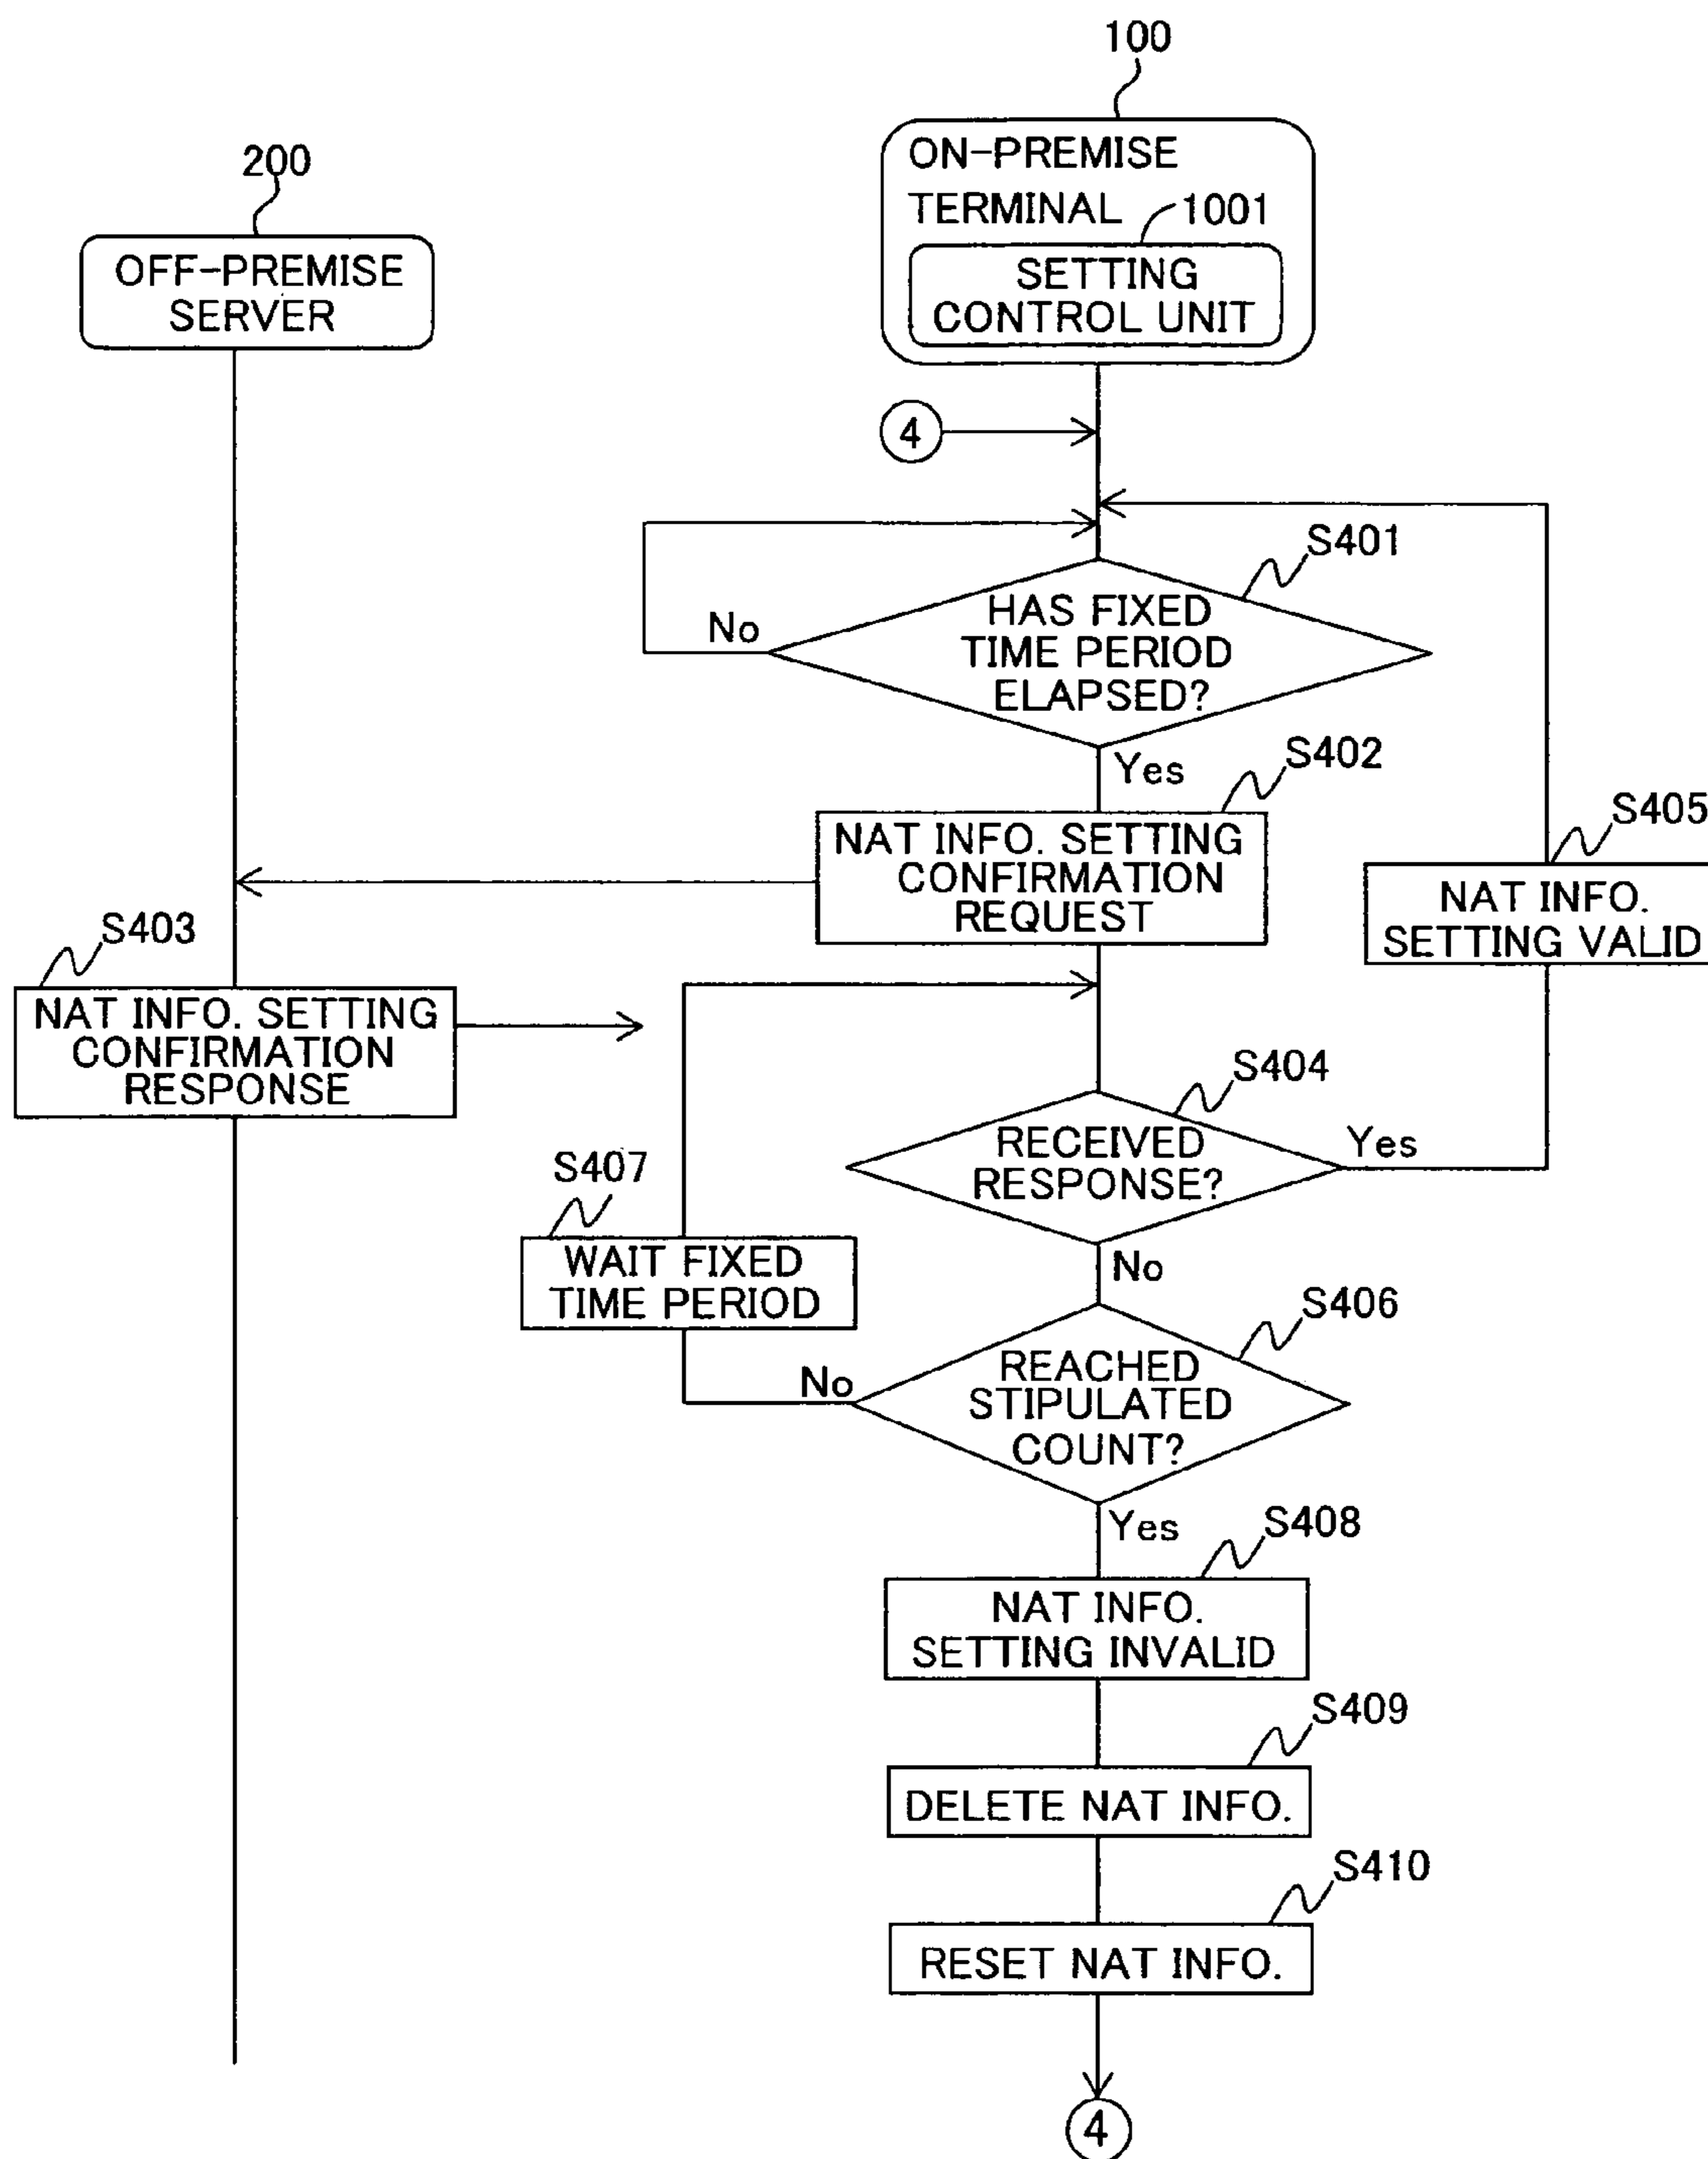 100
200
ON-PREMISE
TERMINAL
1001
SETTING
CONTROL UNIT
OFF-PREMISE
SERVER
4
S401
HAS FIXED
TIME PERIOD
ELAPSED?
No
Yes
S402
NAT INFO. SETTING
CONFIRMATION
REQUEST
S405
NAT INFO.
SETTING VALID
S403
NAT INFO. SETTING
CONFIRMATION
RESPONSE
S404
RECEIVED
RESPONSE?
Yes
No
S407
WAIT FIXED
TIME PERIOD
S406
REACHED
STIPULATED
COUNT?
No
Yes
S408
NAT INFO.
SETTING INVALID
S409
DELETE NAT INFO.
S410
RESET NAT INFO.
4